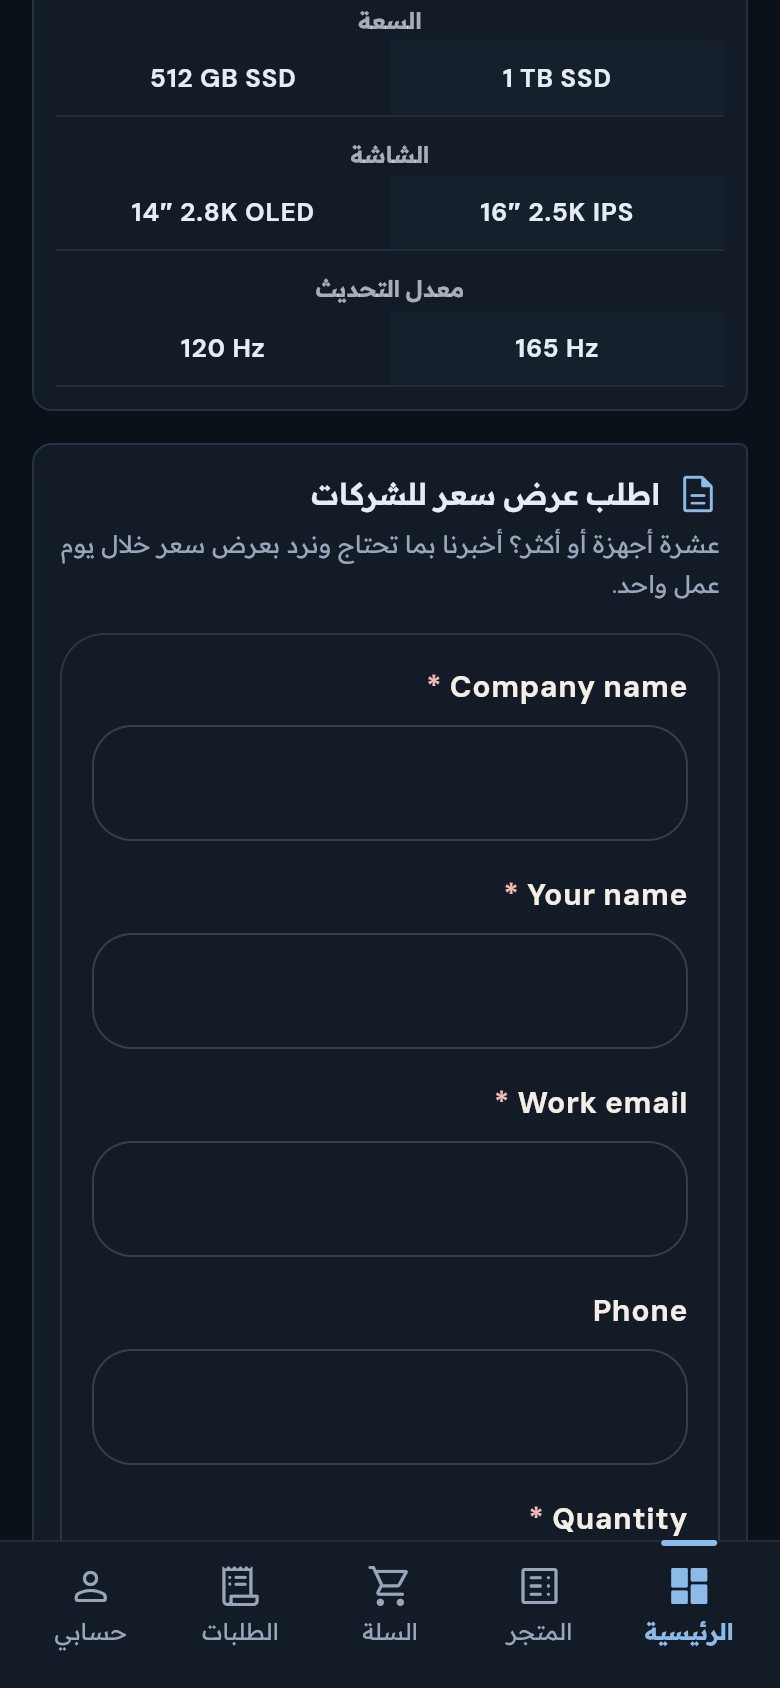 السعة
1 TB SSD
512 GB SSD
الشاشة
16” 2.5K IPS
14” 2.8K OLED
معدل التحديث
165 Hz
120 Hz
اطلب عرض سعر للشركات
عشرة أجهزة أو أكثر؟ أخبرنا بما تحتاج ونرد بعرض سعر خلال يوم
عمل واحد.
Company name *
Your name *
Work email *
Phone
Quantity *
الرئيسية
المتجر
السلة
الطلبات
حسابي